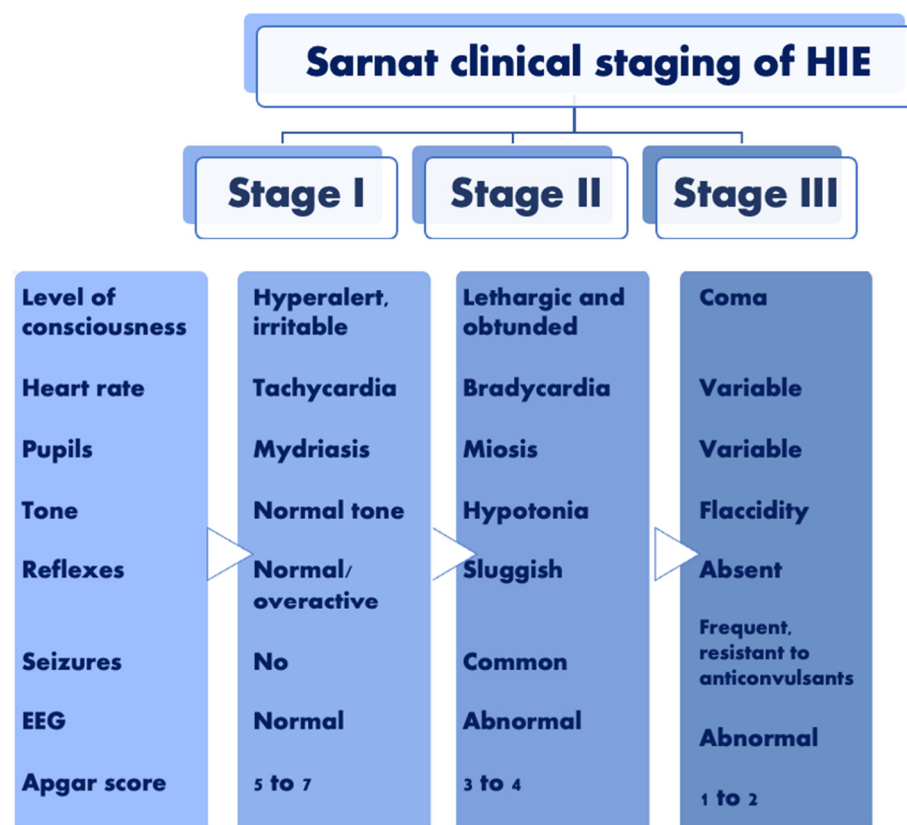 Sarnat clinical staging of HIE
Stage I
Stage II
Stage III
Level of
consciousness
Heart rate
Pupils
Tone
Reflexes
Seizures
EEG
Apgar score
Hyperalert,
irritable
Tachycardia
Mydriasis
Normal tone
Normal/
overactive
No
Normal
5 to 7
Lethargic and
obtunded
Bradycardia
Miosis
Hypotonia
Sluggish
Common
Abnormal
3 to 4
Coma
Variable
Variable
Flaccidity
Absent
Frequent,
resistant to
anticonvulsants
Abnormal
1 to 2